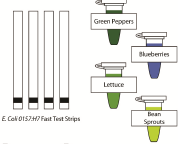 Green Peppers
Blueberries
Lettuce
Bean
Sprouts
E. Coli 0157:H7 Fast Test Strips